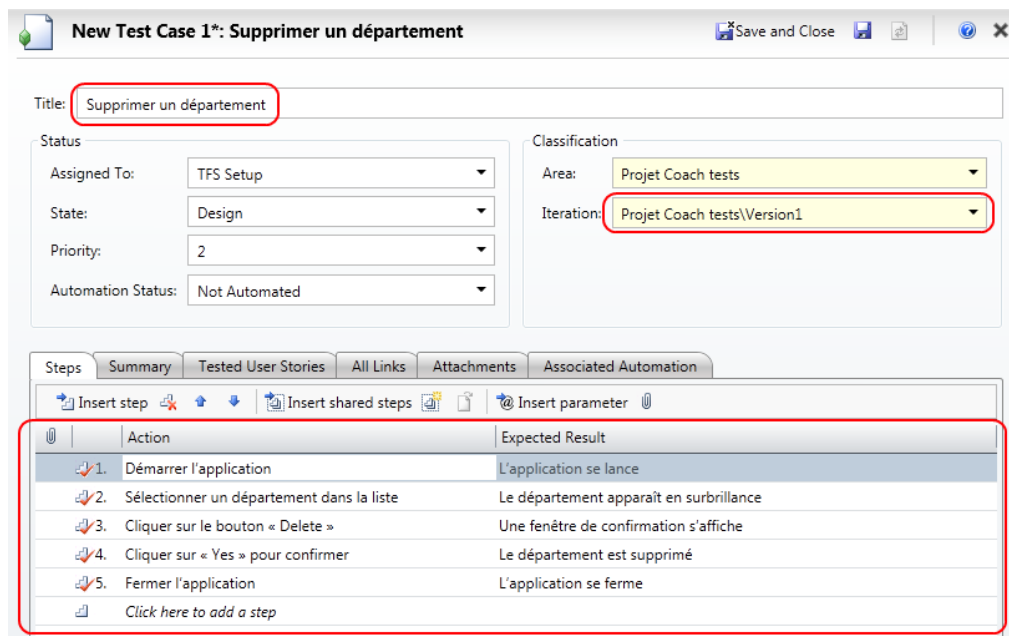 New Test Case 1*: Supprimer un département
Save and Close
Title: Supprimer un département
Status
Classification
Assigned To: TFS Setup
Area: Projet Coach tests
State: Design
Iteration: Projet Coach tests\Version1
Priority: 2
Automation Status: Not Automated
Steps Summary Tested User Stories All Links Attachments Associated Automation
Insert step Insert shared steps Insert parameter
Action Expected Result
1. Démarrer l'application L'application se lance
2. Sélectionner un département dans la liste Le département apparaît en surbrillance
3. Cliquer sur le bouton « Delete » Une fenêtre de confirmation s'affiche
4. Cliquer sur « Yes » pour confirmer Le département est supprimé
5. Fermer l'application L'application se ferme
Click here to add a step